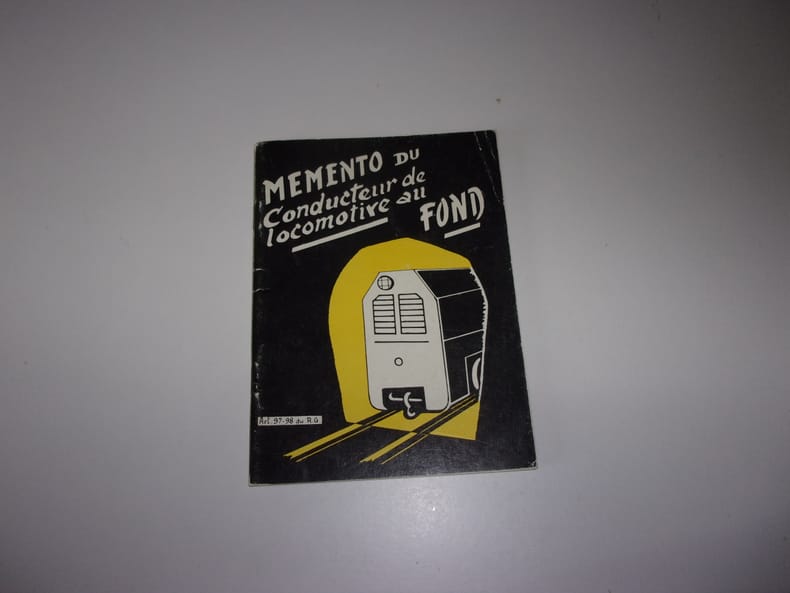 MEMENTO DU
Conducteur de
locomotive au
FOND
Art. 97-98 du R.G